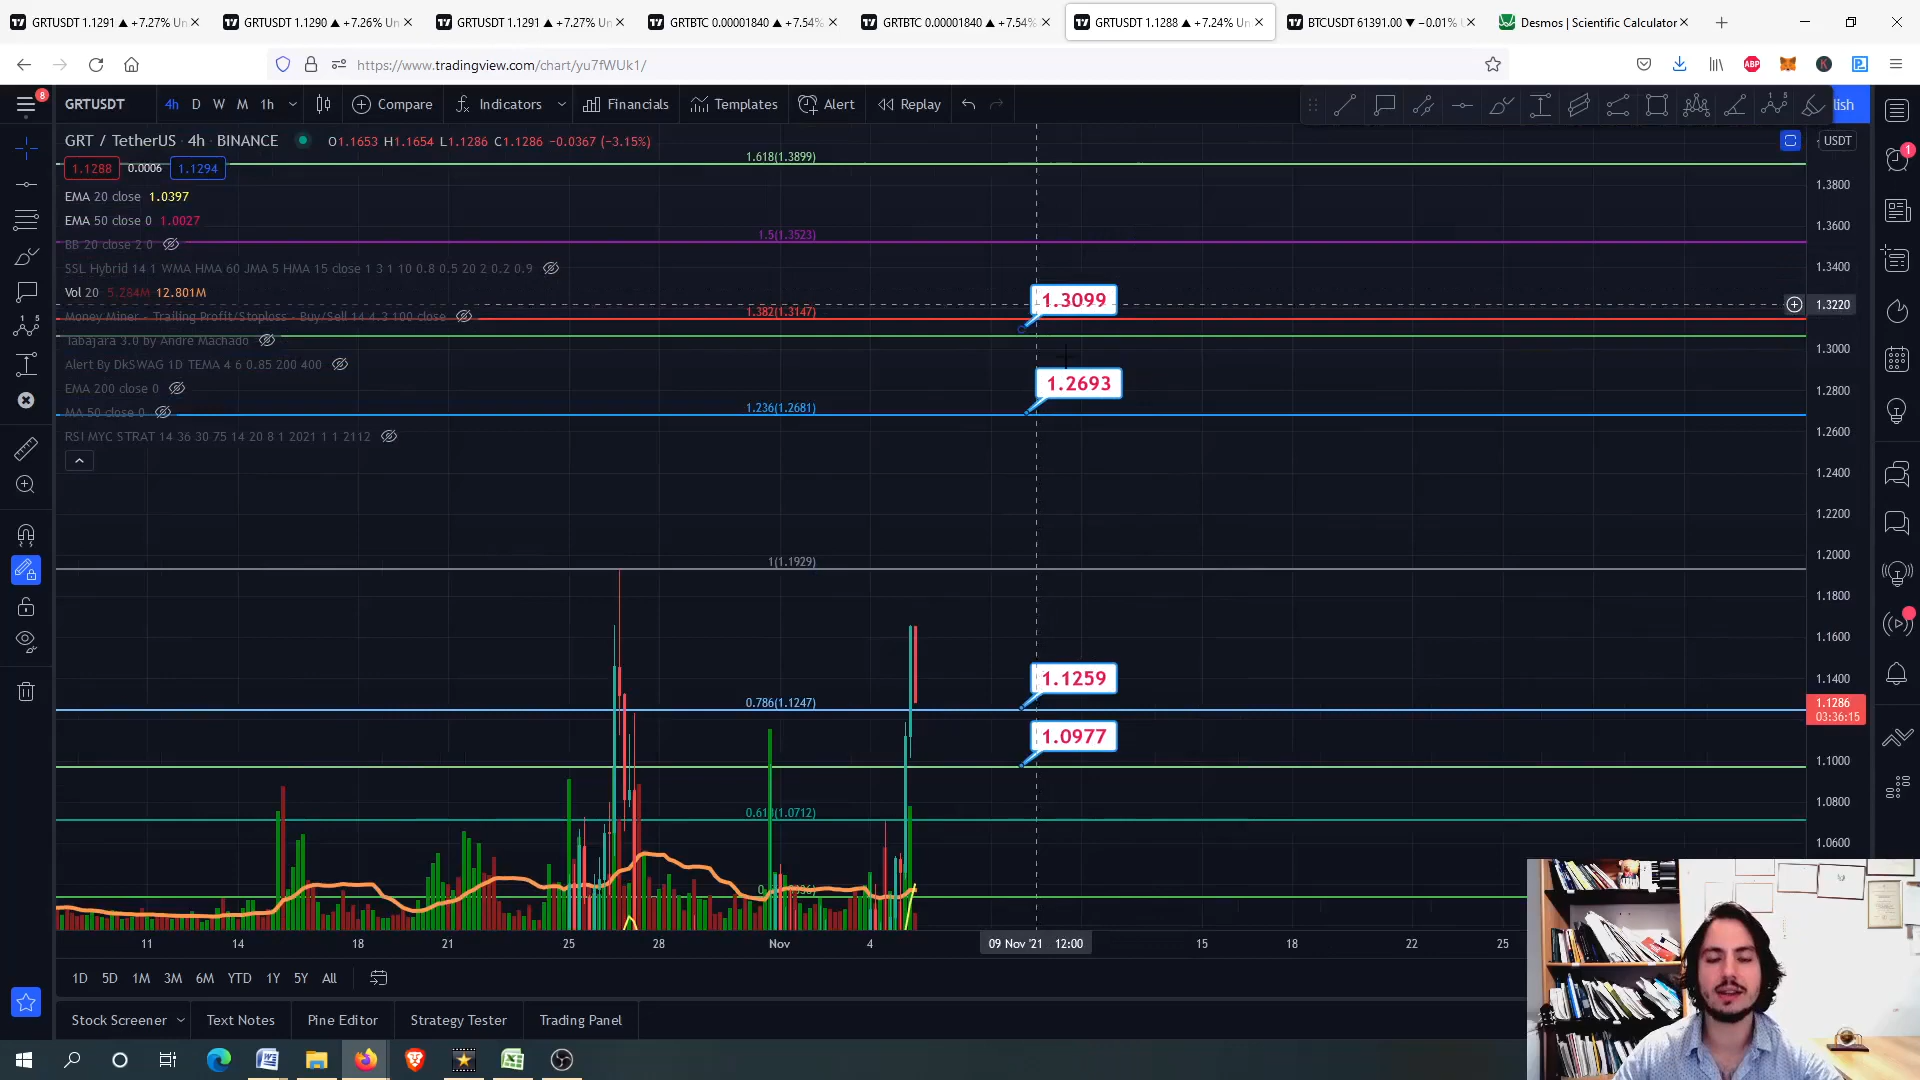 GRTUSDT 1.1291 ▲ +7.27% Un
GRTUSDT 1.1290 ▲ +7.26% Un
GRTUSDT 1.1291 ▲ +7.27% Un
GRTBTC 0.00001840 ▲ +7.54%
GRTBTC 0.00001840 ▲ +7.54%
GRTUSDT 1.1288 ▲ +7.24% Un
BTCUSDT 61391.00 ▼ −0.01% U
Desmos | Scientific Calculator
https://www.tradingview.com/chart/yu7fWUk1/
ABP
8
GRTUSDT
4h D W M 1h
Compare
Indicators
Financials
Templates
Alert
Replay
lish
GRT / TetherUS · 4h · BINANCE
O1.1653 H1.1654 L1.1286 C1.1286 −0.0367 (−3.15%)
USDT
1
1.1288 0.0006 1.1294
EMA 20 close 1.0397
EMA 50 close 0 1.0027
BB 20 close 2 0
SSL Hybrid 14 1 WMA HMA 60 JMA 5 HMA 15 close 1 3 1 10 0.8 0.5 20 2 0.2 0.9
Vol 20 5.284M 12.801M
Money Miner - Trailing Profit/Stoploss - Buy/Sell 14 4.3 100 close
Tabajara 3.0 by André Machado
Alert By DkSWAG 1D TEMA 4 6 0.85 200 400
EMA 200 close 0
MA 50 close 0
RSI MYC STRAT 14 36 30 75 14 20 8 1 2021 1 1 2112
1.618(1.3899)
1.5(1.3523)
1.382(1.3147)
1.236(1.2681)
1(1.1929)
0.786(1.1247)
1.3099
1.2693
1.1259
1.0977
1.3800
1.3600
1.3400
1.3220
1.3000
1.2800
1.2600
1.2400
1.2200
1.2000
1.1800
1.1600
1.1400
1.1286
03:36:15
1.1000
1.0800
1.0600
11 14 18 21 25 28 Nov 4 09 Nov '21 12:00 15 18 22 25
1D 5D 1M 3M 6M YTD 1Y 5Y All
Stock Screener Text Notes Pine Editor Strategy Tester Trading Panel